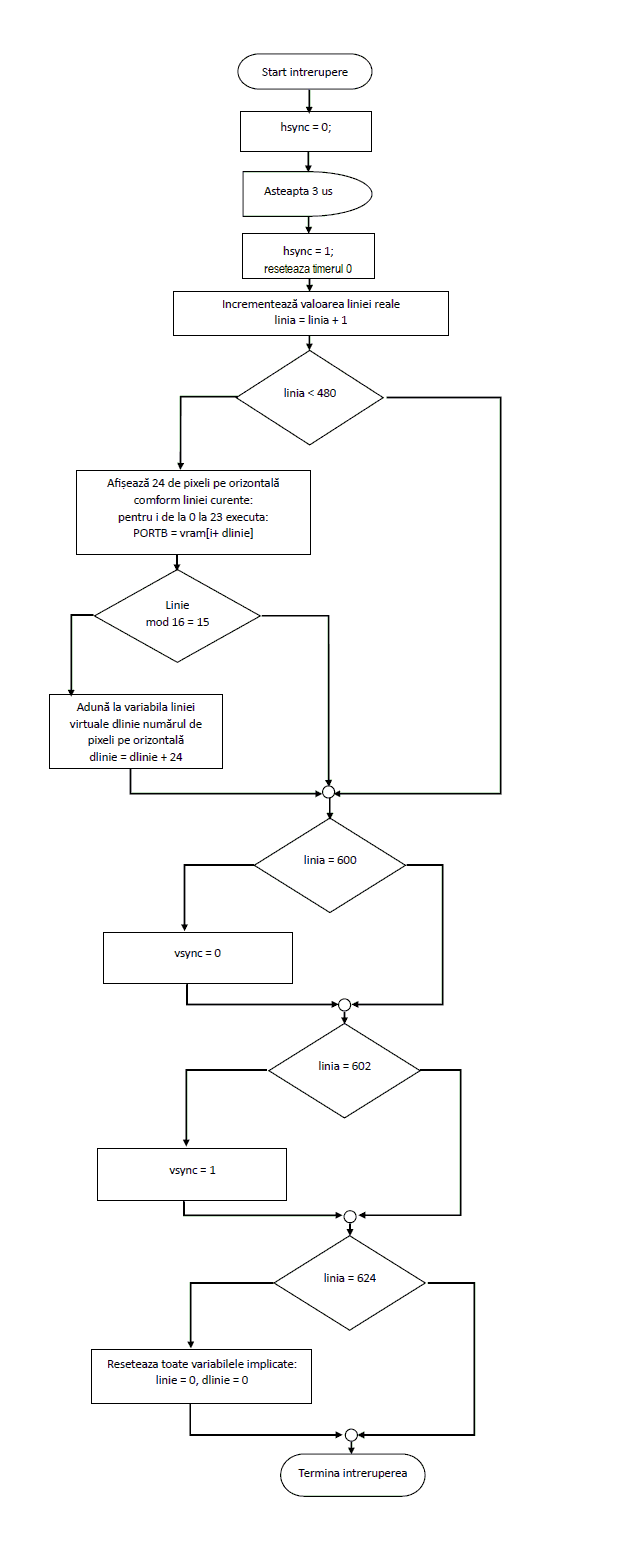 Start intrerupere
hsync = 0;
Asteapta 3 us
hsync = 1;
reseteaza timerul 0
Incrementează valoarea liniei reale
linia = linia + 1
linia < 480
Afișează 24 de pixeli pe orizontală
comform liniei curente:
pentru i de la 0 la 23 executa:
PORTB = vram[i+ dlinie]
Linie
mod 16 = 15
Adună la variabila liniei
virtuale dlinie numărul de
pixeli pe orizontală
dlinie = dlinie + 24
linia = 600
vsync = 0
linia = 602
vsync = 1
linia = 624
Reseteaza toate variabilele implicate:
linie = 0, dlinie = 0
Termina intreruperea